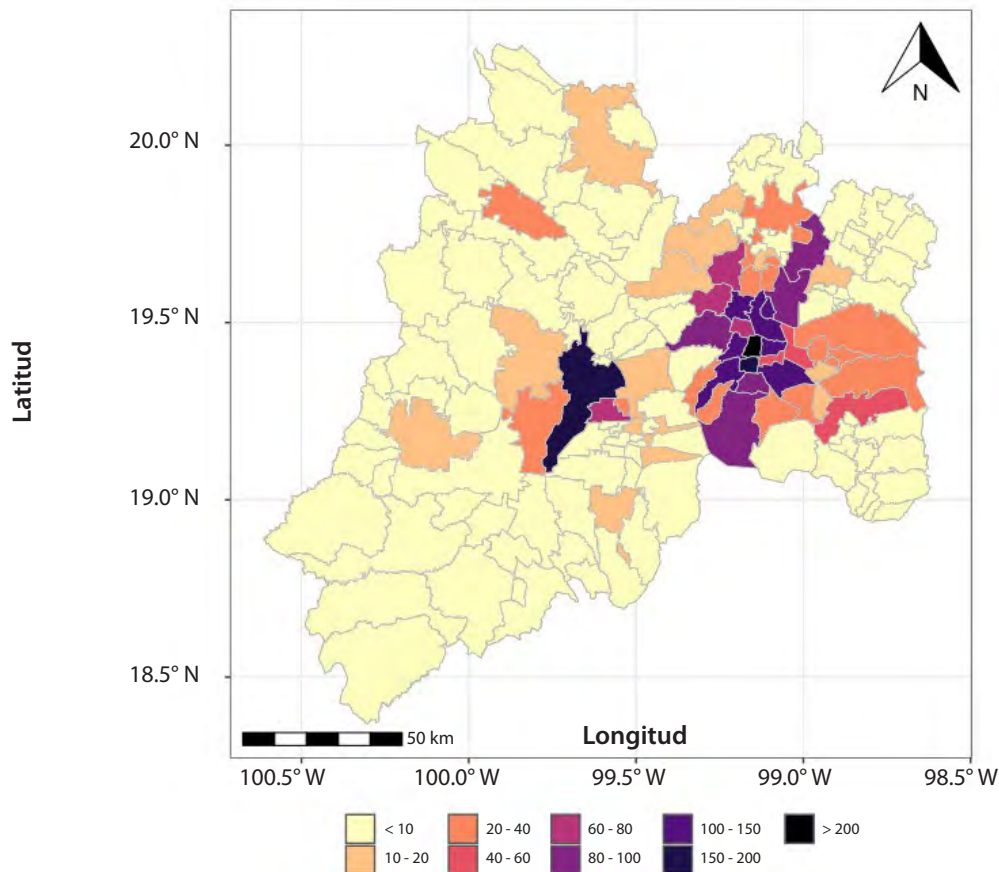 N
Latitud
20.0° N
19.5° N
19.0° N
18.5° N
50 km
Longitud
100.5° W
100.0° W
99.5° W
99.0° W
98.5° W
< 10
20 - 40
60 - 80
100 - 150
> 200
10 - 20
40 - 60
80 - 100
150 - 200